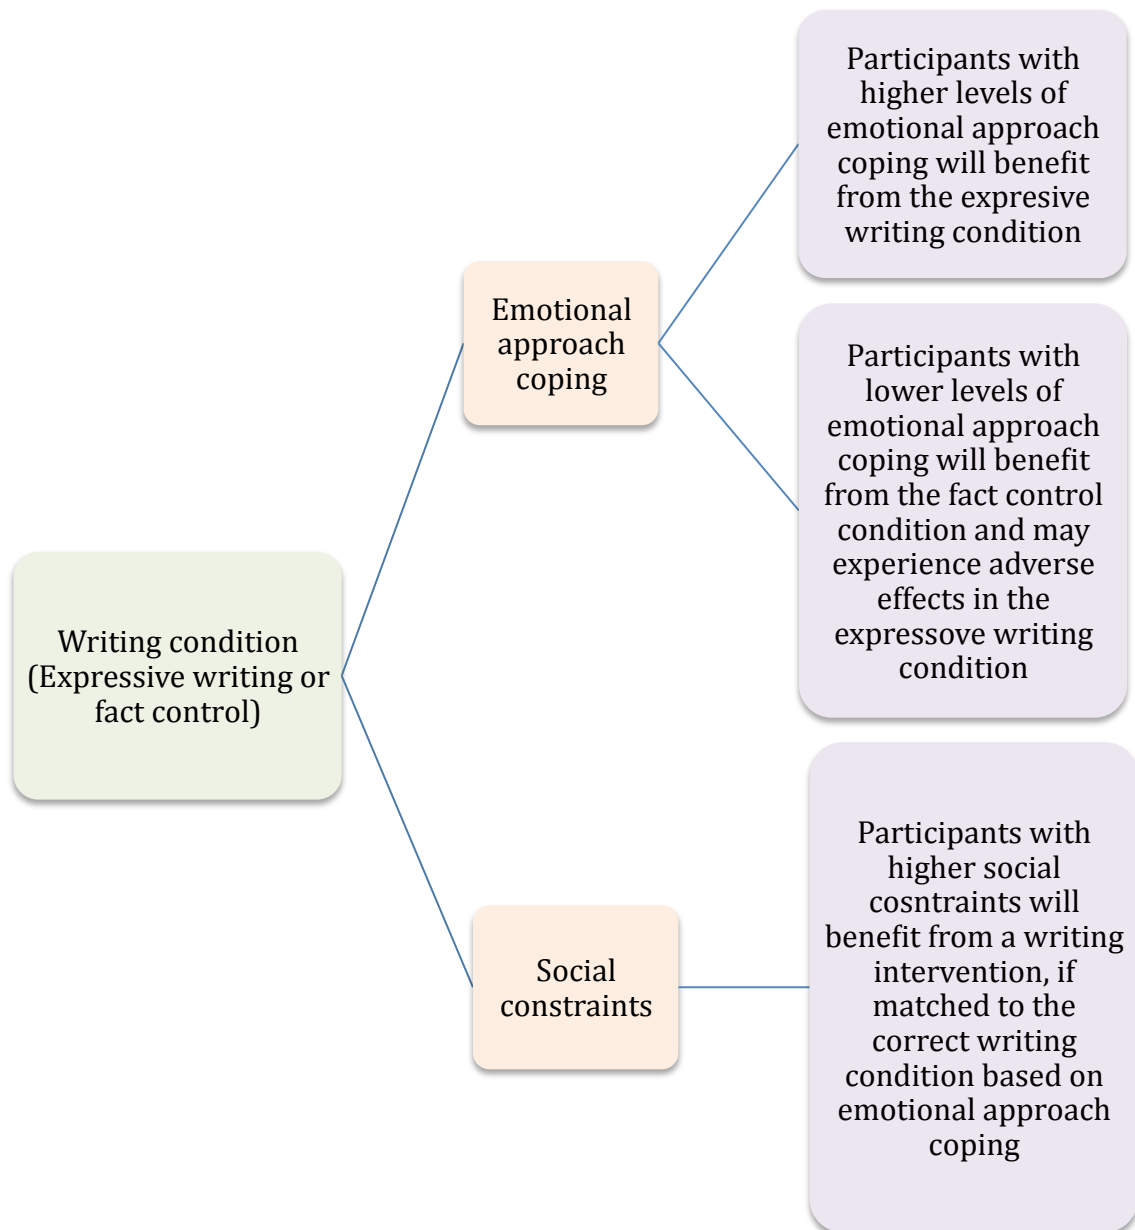 Writing condition
(Expressive writing or
fact control)
Emotional
approach
coping
Participants with
higher levels of
emotional approach
coping will benefit
from the expresive
writing condition
Participants with
lower levels of
emotional approach
coping will benefit
from the fact control
condition and may
experience adverse
effects in the
expressove writing
condition
Social
constraints
Participants with
higher social
cosntraints will
benefit from a writing
intervention, if
matched to the
correct writing
condition based on
emotional approach
coping